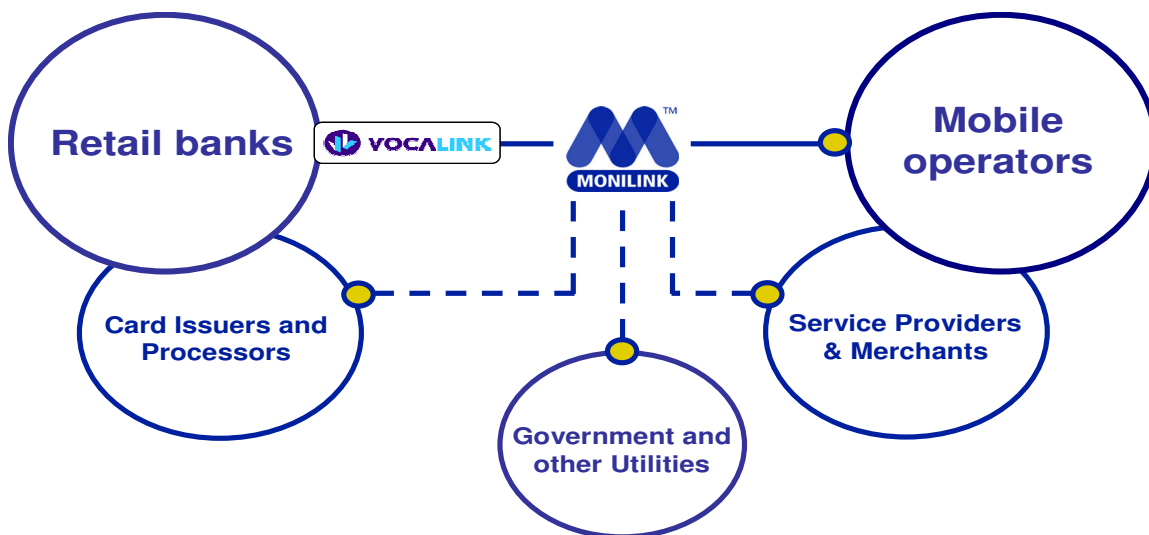 Retail banks
VOCALINK
™
MONILINK
Mobile
operators
Card Issuers and
Processors
Service Providers
& Merchants
Government and
other Utilities